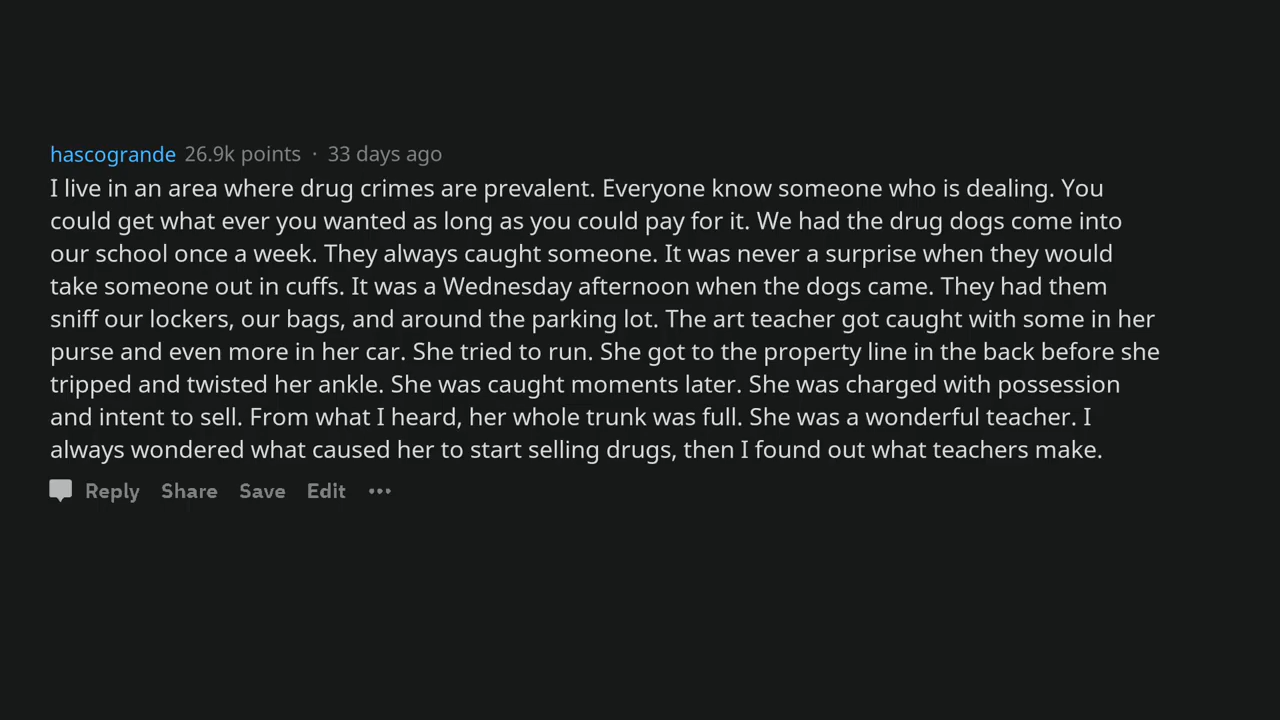 hascogrande 26.9k points · 33 days ago
I live in an area where drug crimes are prevalent. Everyone know someone who is dealing. You
could get what ever you wanted as long as you could pay for it. We had the drug dogs come into
our school once a week. They always caught someone. It was never a surprise when they would
take someone out in cuffs. It was a Wednesday afternoon when the dogs came. They had them
sniff our lockers, our bags, and around the parking lot. The art teacher got caught with some in her
purse and even more in her car. She tried to run. She got to the property line in the back before she
tripped and twisted her ankle. She was caught moments later. She was charged with possession
and intent to sell. From what I heard, her whole trunk was full. She was a wonderful teacher. I
always wondered what caused her to start selling drugs, then I found out what teachers make.
Reply Share Save Edit •••